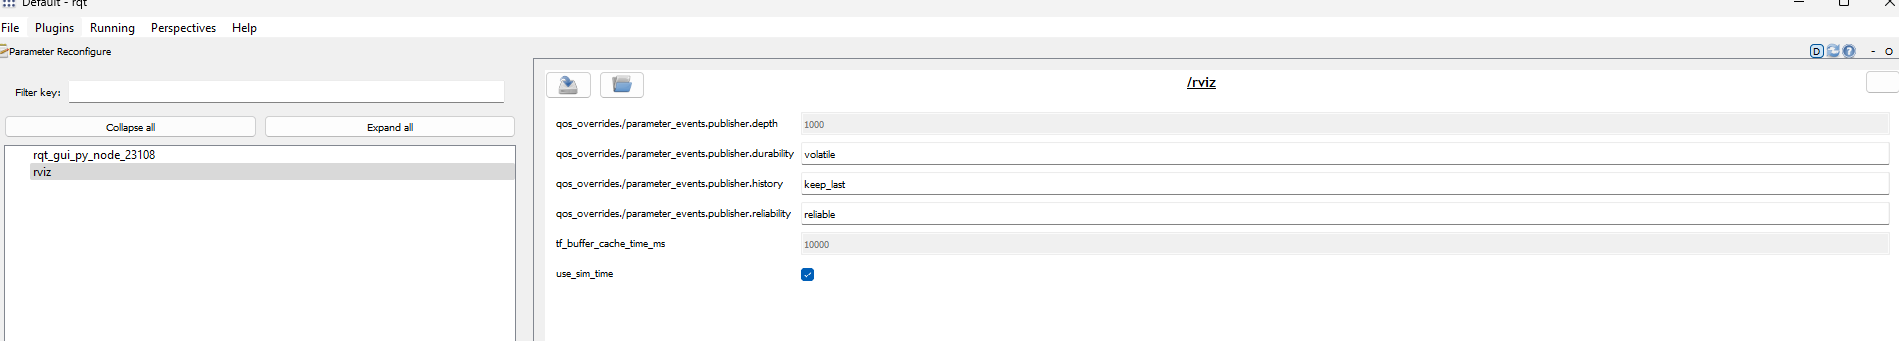 Default - rqt
File Plugins Running Perspectives Help
Parameter Reconfigure
D ? - O
Filter key:
Collapse all Expand all
rqt_gui_py_node_23108
rviz
/rviz
qos_overrides./parameter_events.publisher.depth 1000
qos_overrides./parameter_events.publisher.durability volatile
qos_overrides./parameter_events.publisher.history keep_last
qos_overrides./parameter_events.publisher.reliability reliable
tf_buffer_cache_time_ms 10000
use_sim_time